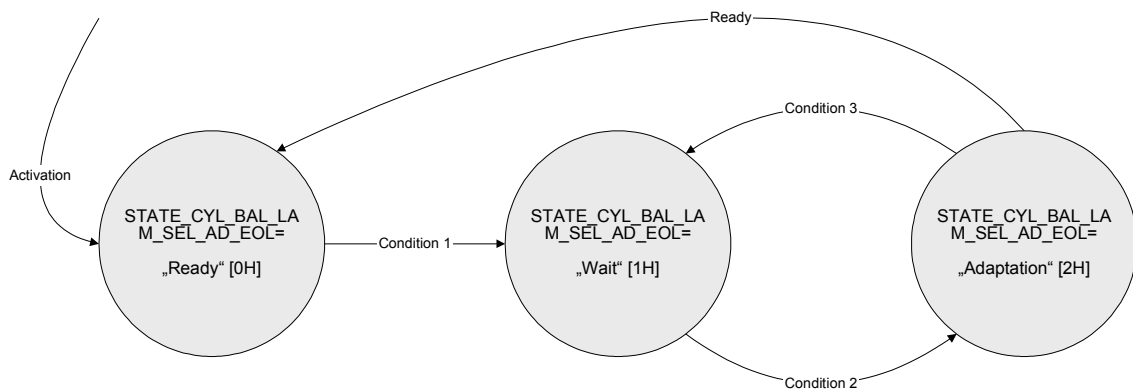 Ready
Condition 3
Activation
STATE_CYL_BAL_LA
M_SEL_AD_EOL=
„Ready“ [0H]
Condition 1
STATE_CYL_BAL_LA
M_SEL_AD_EOL=
„Wait“ [1H]
STATE_CYL_BAL_LA
M_SEL_AD_EOL=
„Adaptation“ [2H]
Condition 2